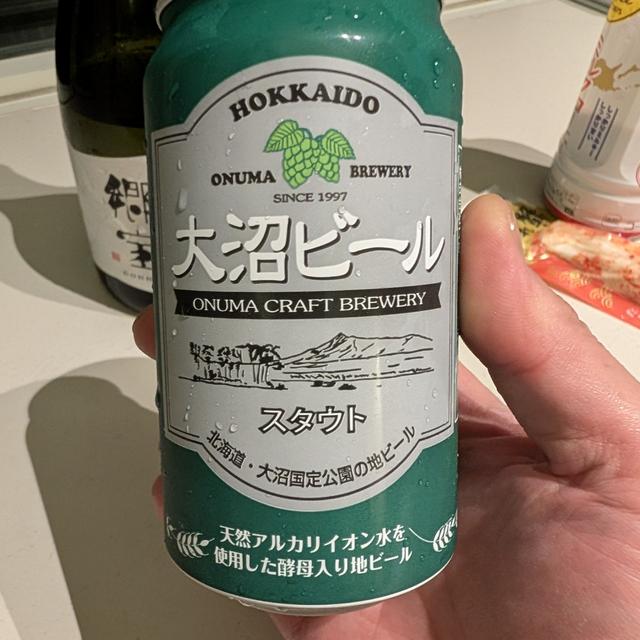 HOKKAIDO
ONUMA BREWERY
SINCE 1997
大沼ビール
ONUMA CRAFT BREWERY
スタウト
北海道・大沼国定公園の地ビール
天然アルカリイオン水を
使用した酵母入り地ビール